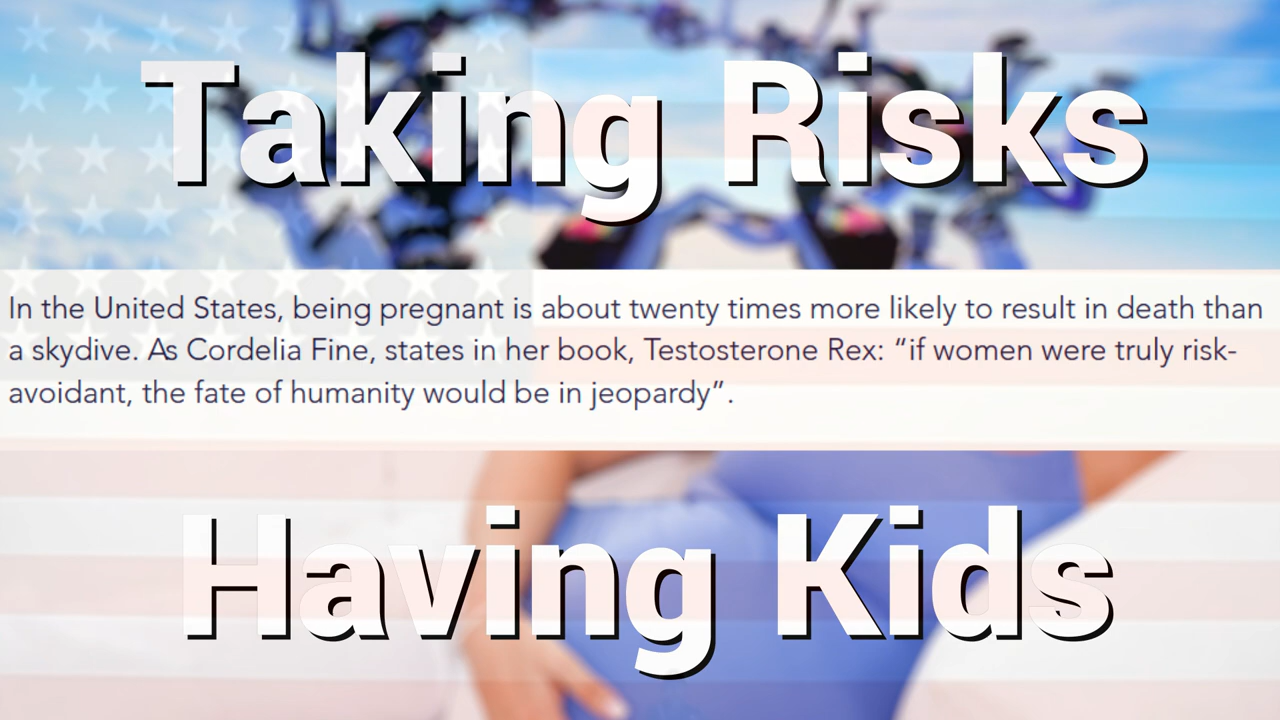 Taking Risks
In the United States, being pregnant is about twenty times more likely to result in death than
a skydive. As Cordelia Fine, states in her book, Testosterone Rex: “if women were truly risk-
avoidant, the fate of humanity would be in jeopardy”.
Having Kids